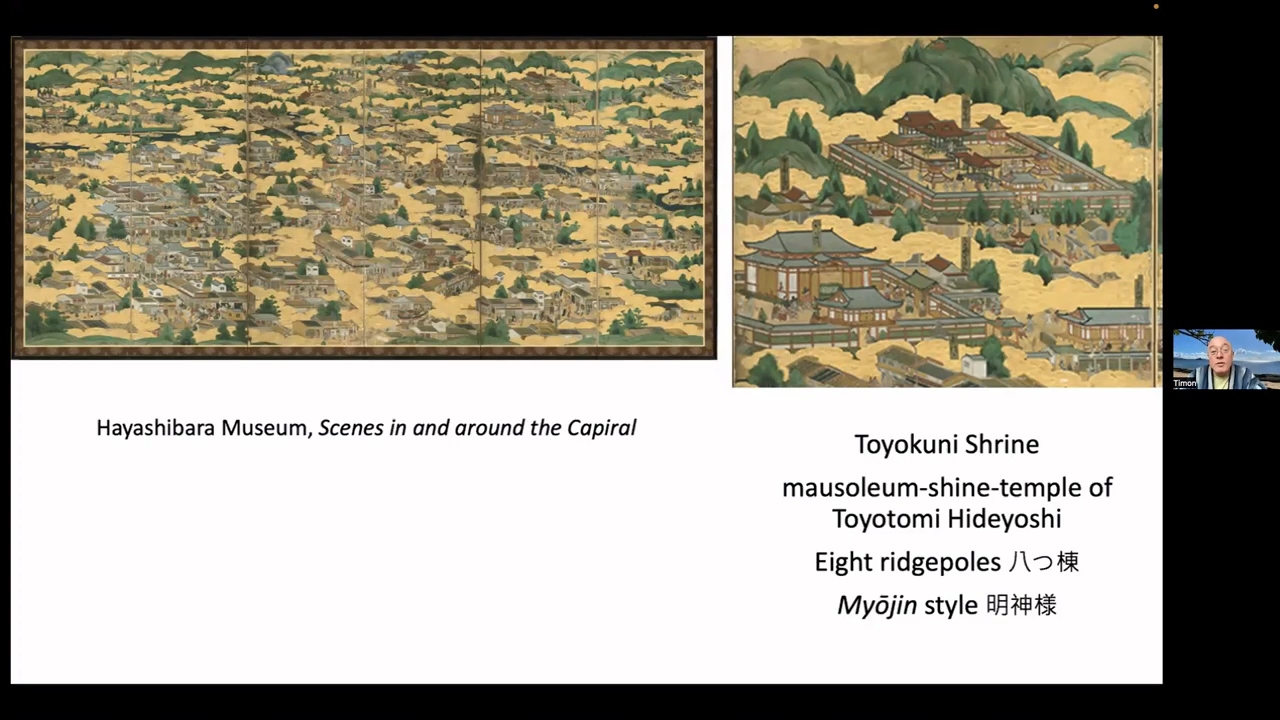 Hayashibara Museum, Scenes in and around the Capiral
Toyokuni Shrine
mausoleum-shine-temple of
Toyotomi Hideyoshi
Eight ridgepoles 八つ棟
Myōjin style 明神様
Timon